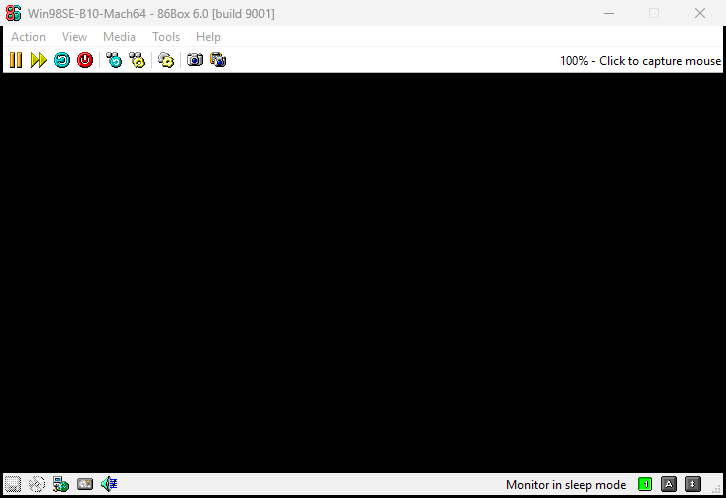 Win98SE-B10-Mach64 - 86Box 6.0 [build 9001]
Action View Media Tools Help
100% - Click to capture mouse
Monitor in sleep mode
1 A